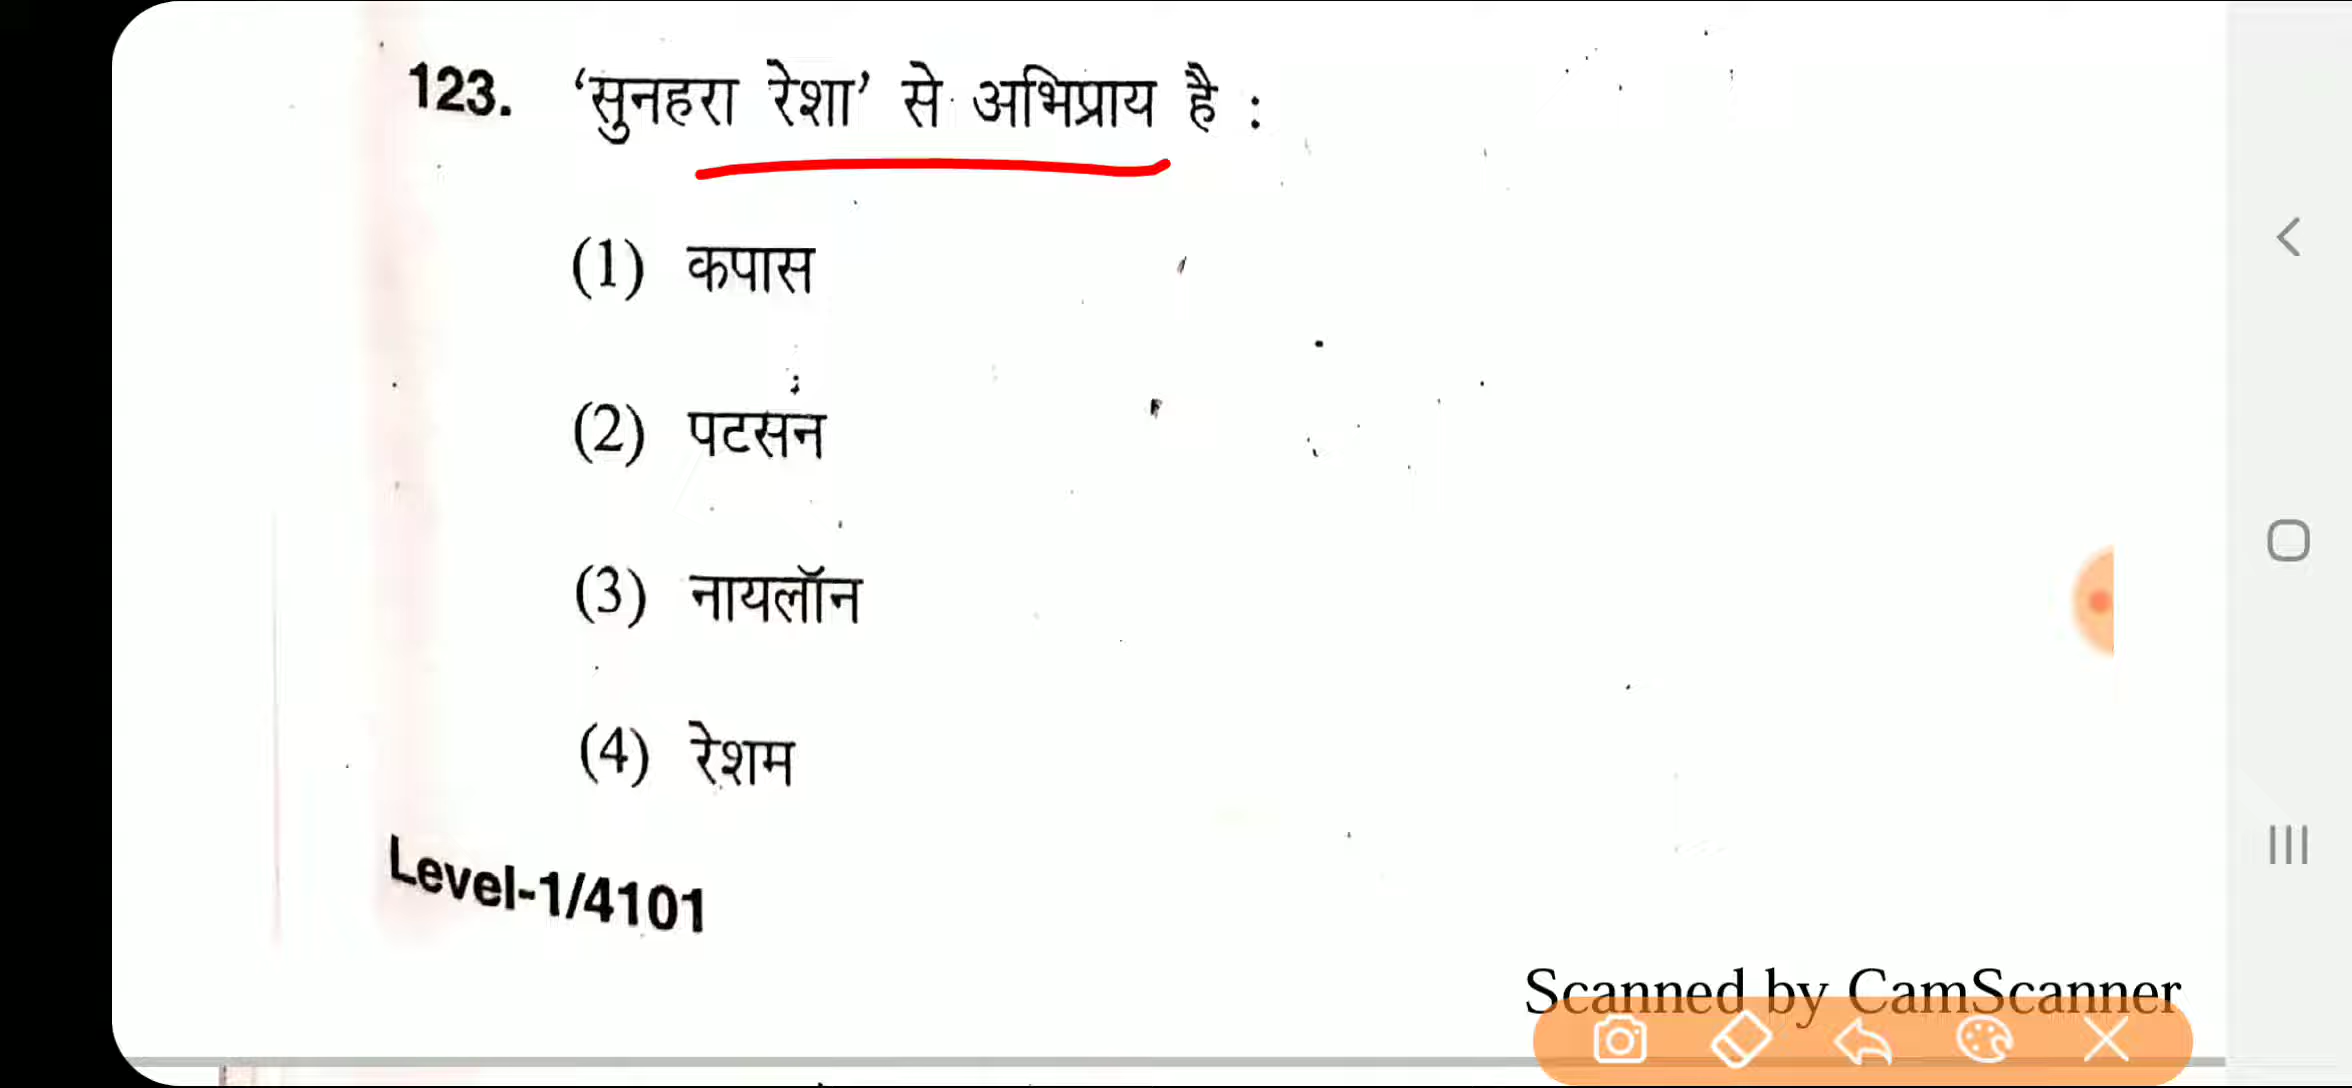 123. ‘सुनहरा रेशा’ से अभिप्राय है :
(1) कपास
(2) पटसन
(3) नायलॉन
(4) रेशम
Level-1/4101
Scanned by CamScanner